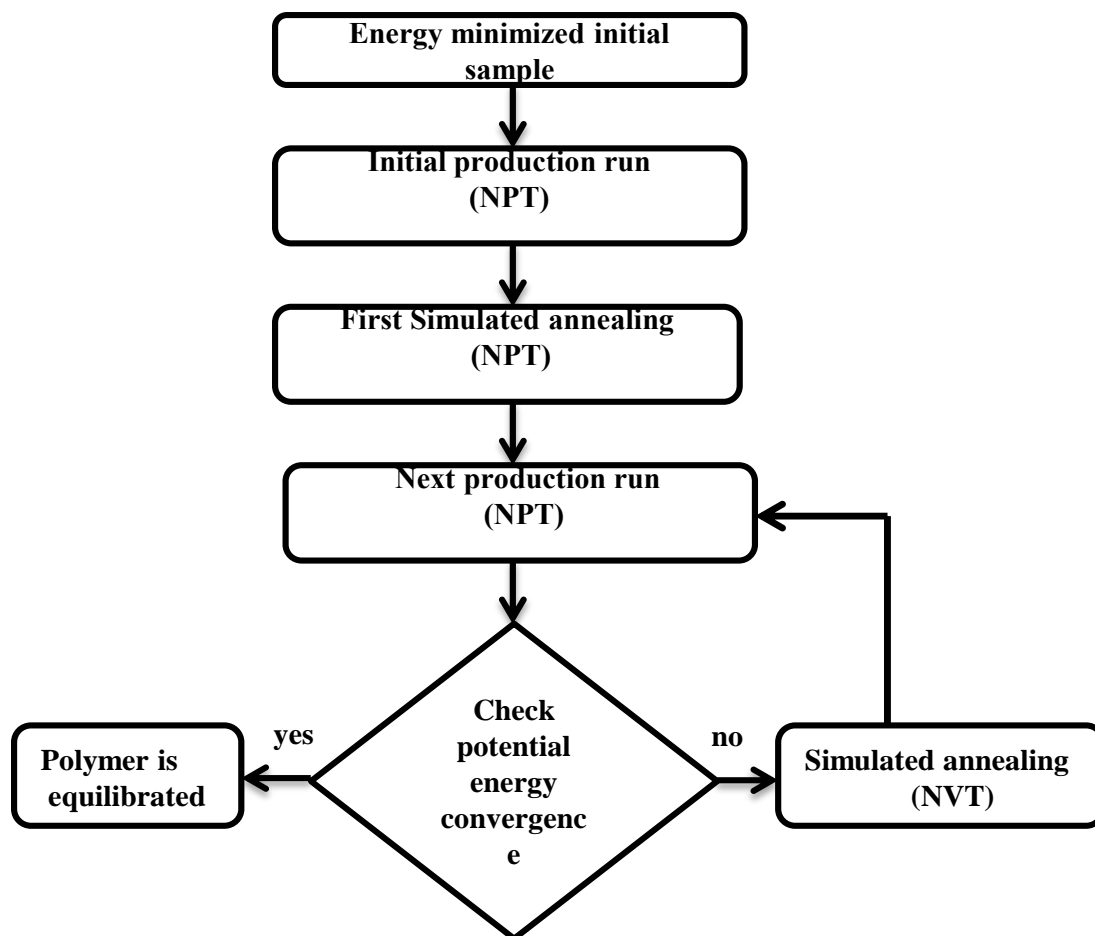 Energy minimized initial
sample
Initial production run
(NPT)
First Simulated annealing
(NPT)
Next production run
(NPT)
Check
potential
energy
convergenc
e
yes
no
Polymer is
equilibrated
Simulated annealing
(NVT)